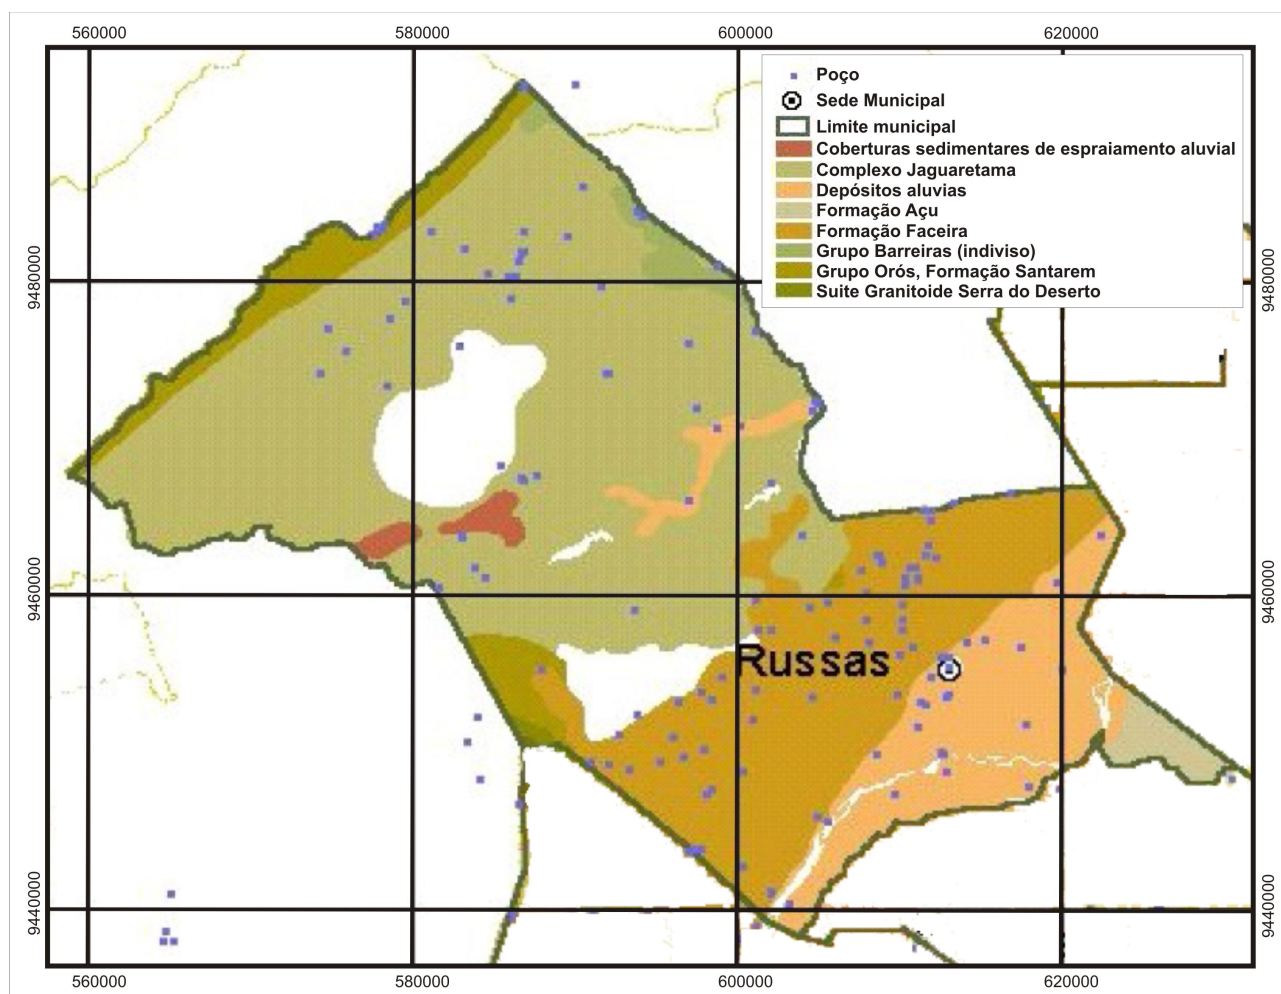 560000 580000 600000 620000
Poço
Sede Municipal
Limite municipal
Coberturas sedimentares de espraiamento aluvial
Complexo Jaguaretama
Depósitos aluvias
Formação Açu
Formação Faceira
Grupo Barreiras (indiviso)
Grupo Orós, Formação Santarem
Suite Granitoide Serra do Deserto
9480000 9480000
9460000 9460000
Russas
9440000 9440000
560000 580000 600000 620000